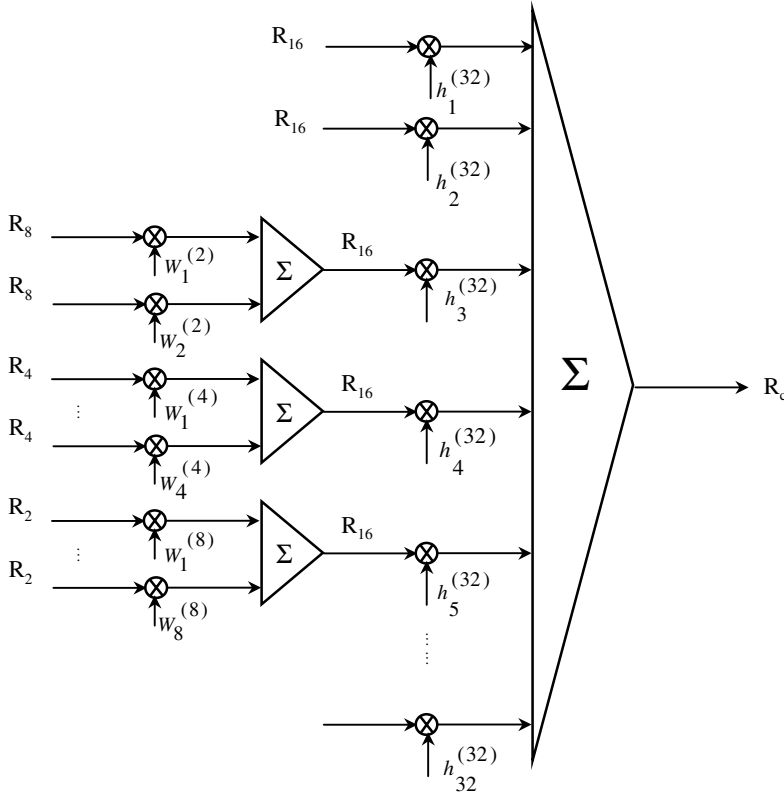 R₁₆
h₁⁽³²⁾
R₁₆
h₂⁽³²⁾
R₈
W₁⁽²⁾
R₈
W₂⁽²⁾
Σ
R₁₆
h₃⁽³²⁾
R₄
W₁⁽⁴⁾
...
R₄
W₄⁽⁴⁾
Σ
R₁₆
h₄⁽³²⁾
R₂
W₁⁽⁸⁾
...
R₂
W₈⁽⁸⁾
Σ
R₁₆
h₅⁽³²⁾
......
h₃₂⁽³²⁾
Σ
R